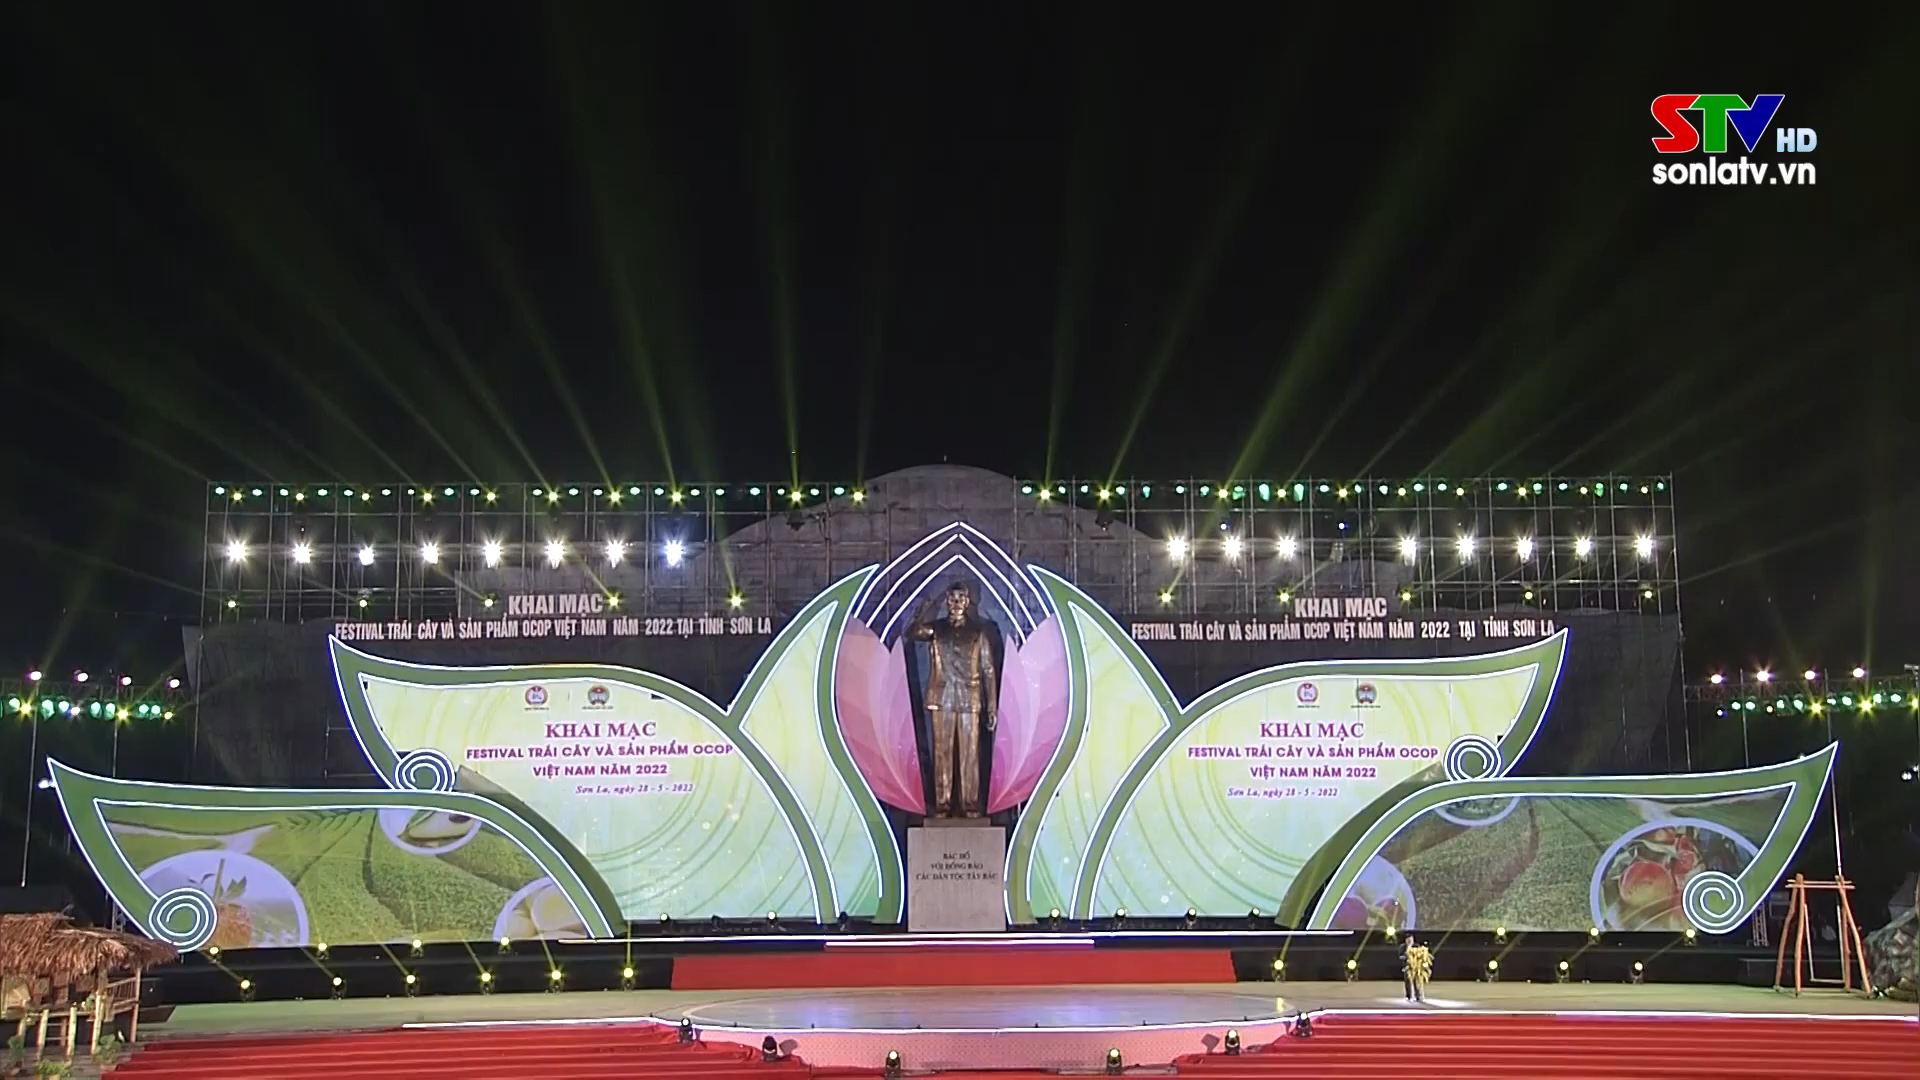 STV HD
sonlatv.vn
KHAI MẠC
FESTIVAL TRÁI CÂY VÀ SẢN PHẨM OCOP VIỆT NAM NĂM 2022 TẠI TỈNH SƠN LA
KHAI MẠC
FESTIVAL TRÁI CÂY VÀ SẢN PHẨM OCOP VIỆT NAM NĂM 2022 TẠI TỈNH SƠN LA
KHAI MẠC
FESTIVAL TRÁI CÂY VÀ SẢN PHẨM OCOP
VIỆT NAM NĂM 2022
Sơn La, ngày 28 - 5 - 2022
KHAI MẠC
FESTIVAL TRÁI CÂY VÀ SẢN PHẨM OCOP
VIỆT NAM NĂM 2022
Sơn La, ngày 28 - 5 - 2022
BÁC HỒ
VỚI ĐỒNG BÀO
CÁC DÂN TỘC TÂY BẮC